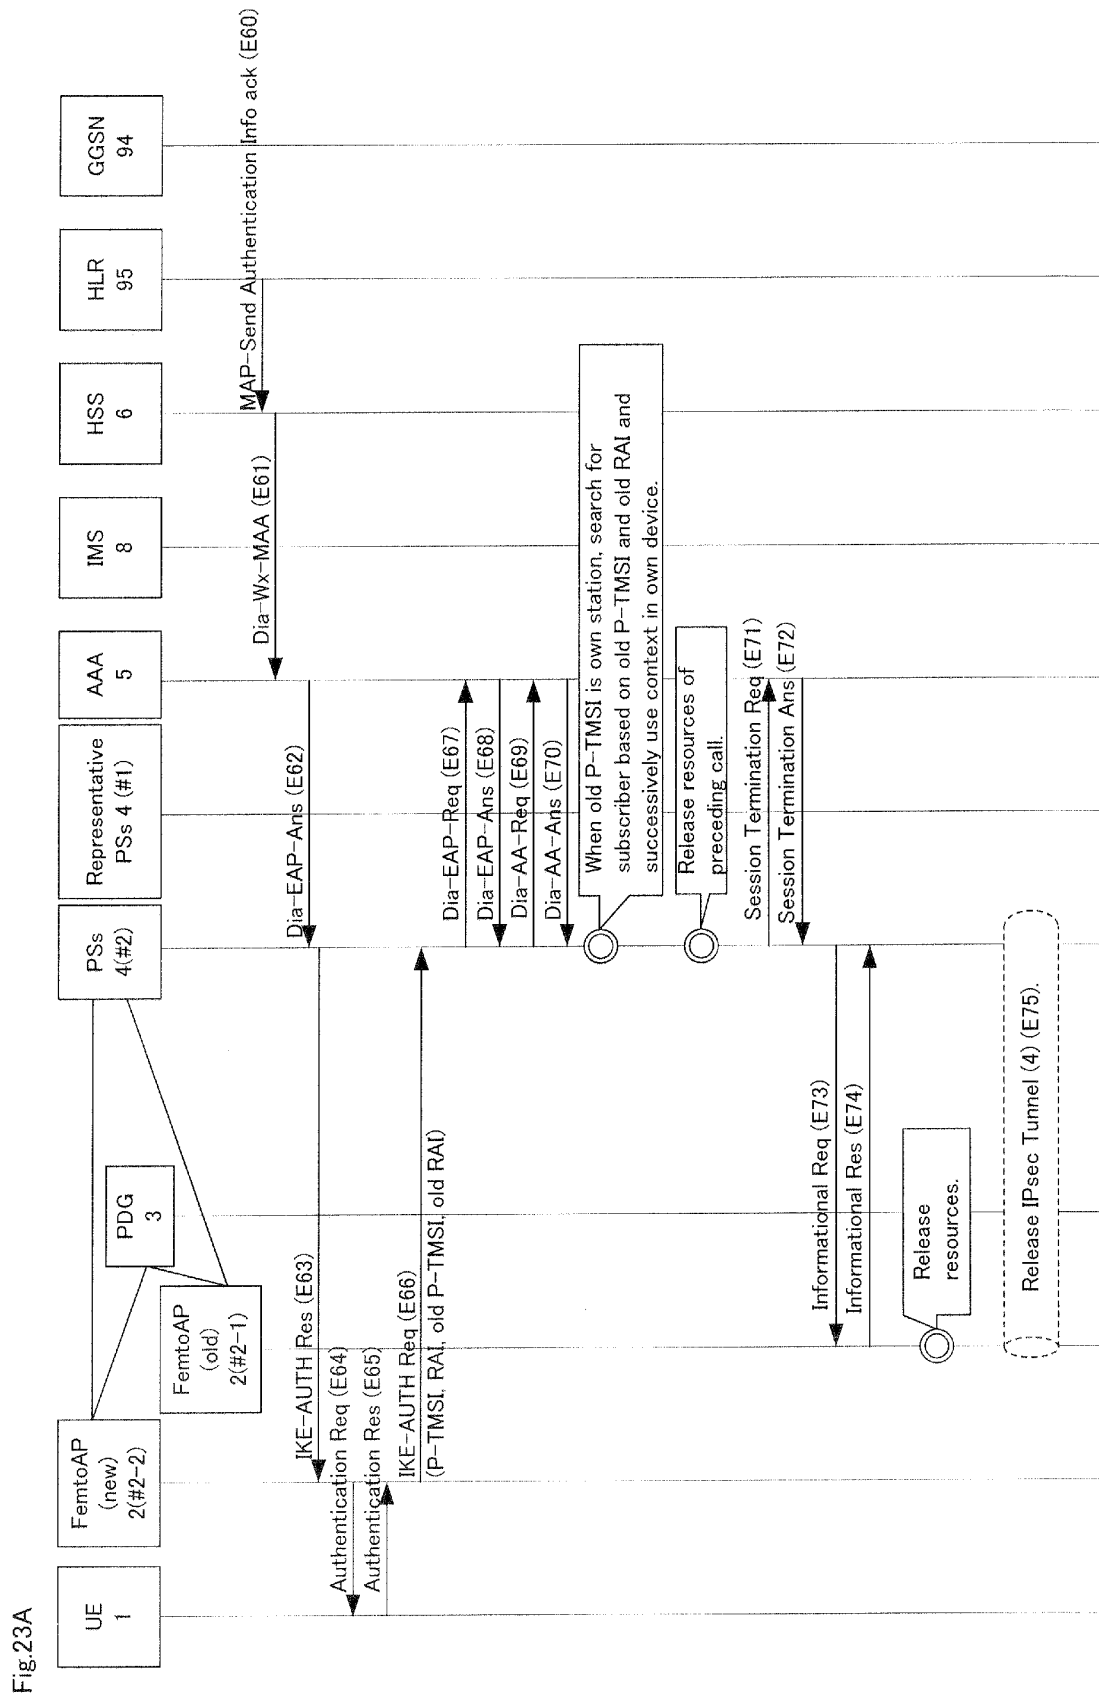 Fig.23A
UE
1
FemtoAP
(new)
2(#2-2)
FemtoAP
(old)
2(#2-1)
PDG
3
PSs
4(#2)
Representative
PSs 4 (#1)
AAA
5
IMS
8
HSS
6
HLR
95
GGSN
94
MAP-Send Authentication Info ack (E60)
Dia-Wx-MAA (E61)
Dia-EAP-Ans (E62)
IKE-AUTH Res (E63)
Authentication Req (E64)
Authentication Res (E65)
IKE-AUTH Req (E66)
(P-TMSI, RAI, old P-TMSI, old RAI)
Dia-EAP-Req (E67)
Dia-EAP-Ans (E68)
Dia-AA-Req (E69)
Dia-AA-Ans (E70)
When old P-TMSI is own station, search for
subscriber based on old P-TMSI and old RAI and
successively use context in own device.
Release resources of
preceding call.
Session Termination Req (E71)
Session Termination Ans (E72)
Informational Req (E73)
Informational Res (E74)
Release
resources.
Release IPsec Tunnel (4) (E75).